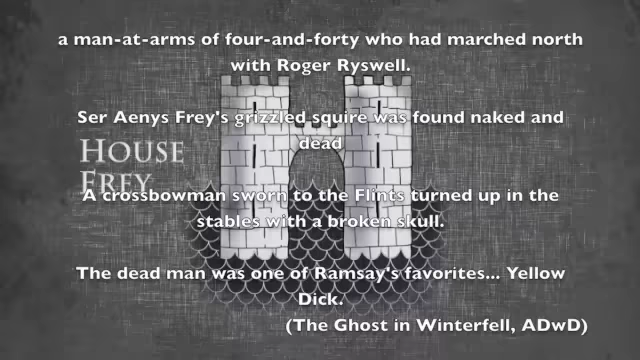 a man-at-arms of four-and-forty who had marched north
with Roger Ryswell.
Ser Aenys Frey's grizzled squire was found naked and
dead
HOUSE
FREY
A crossbowman sworn to the Flints turned up in the
stables with a broken skull.
The dead man was one of Ramsay's favorites... Yellow
Dick.
(The Ghost in Winterfell, ADwD)